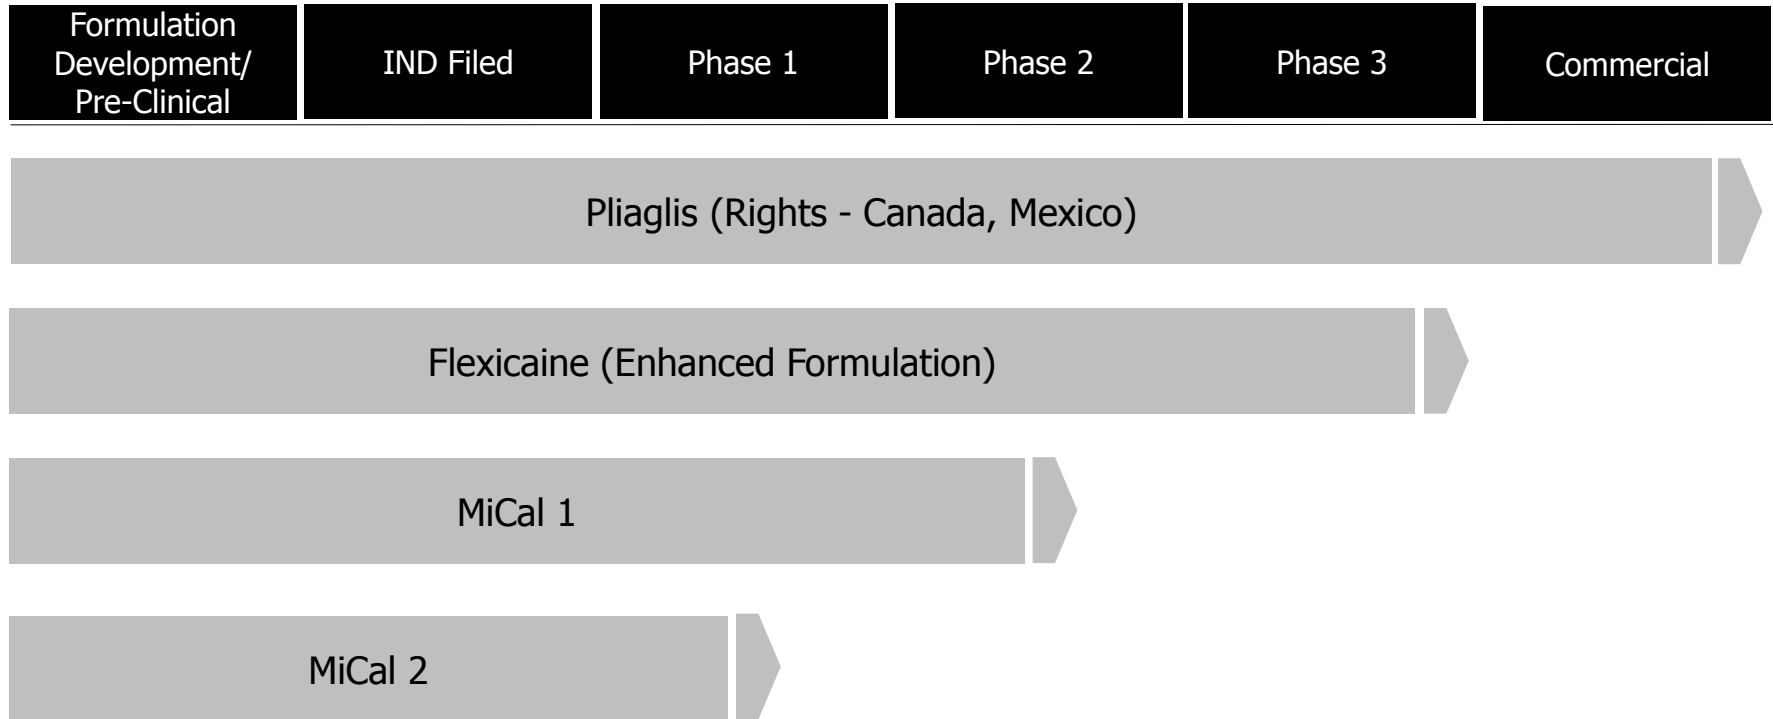 Formulation
Development/
Pre-Clinical
IND Filed
Phase 1
Phase 2
Phase 3
Commercial
Pliaglis (Rights - Canada, Mexico)
Flexicaine (Enhanced Formulation)
MiCal 1
MiCal 2